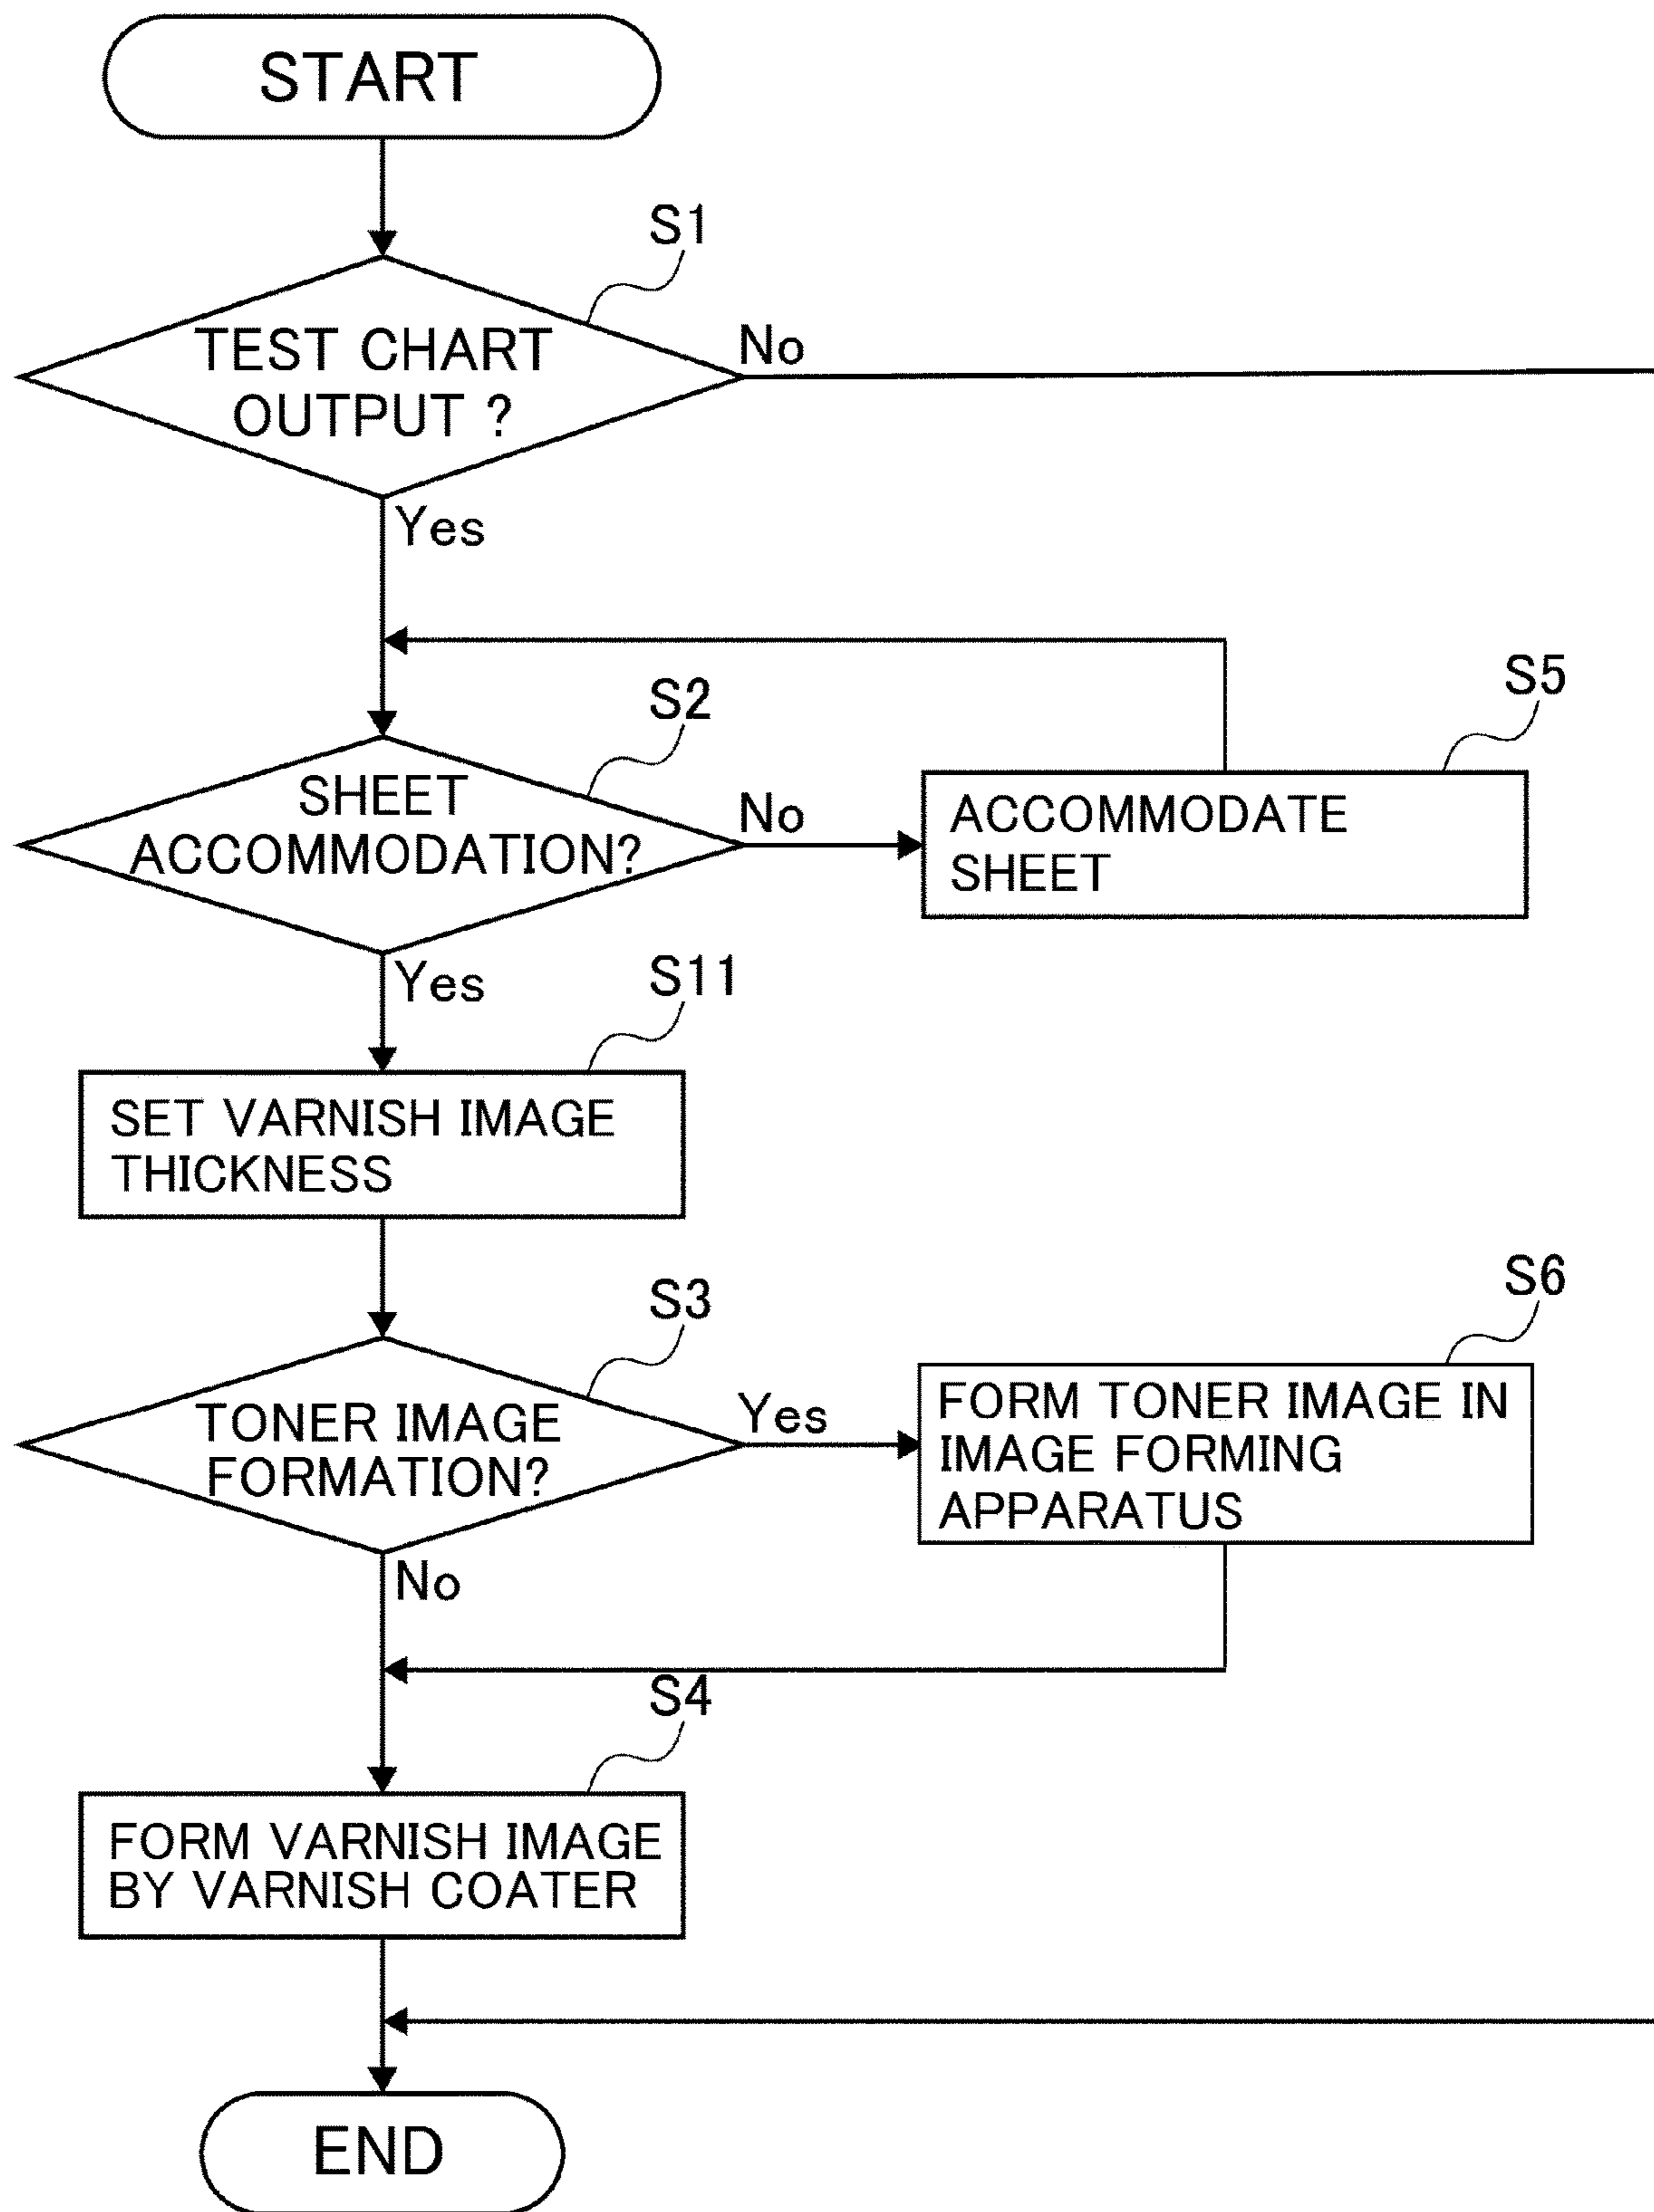 START
S1
TEST CHART
OUTPUT ?
No
Yes
S2
SHEET
ACCOMMODATION?
No
S5
ACCOMMODATE
SHEET
Yes
S11
SET VARNISH IMAGE
THICKNESS
S3
TONER IMAGE
FORMATION?
Yes
S6
FORM TONER IMAGE IN
IMAGE FORMING
APPARATUS
No
S4
FORM VARNISH IMAGE
BY VARNISH COATER
END